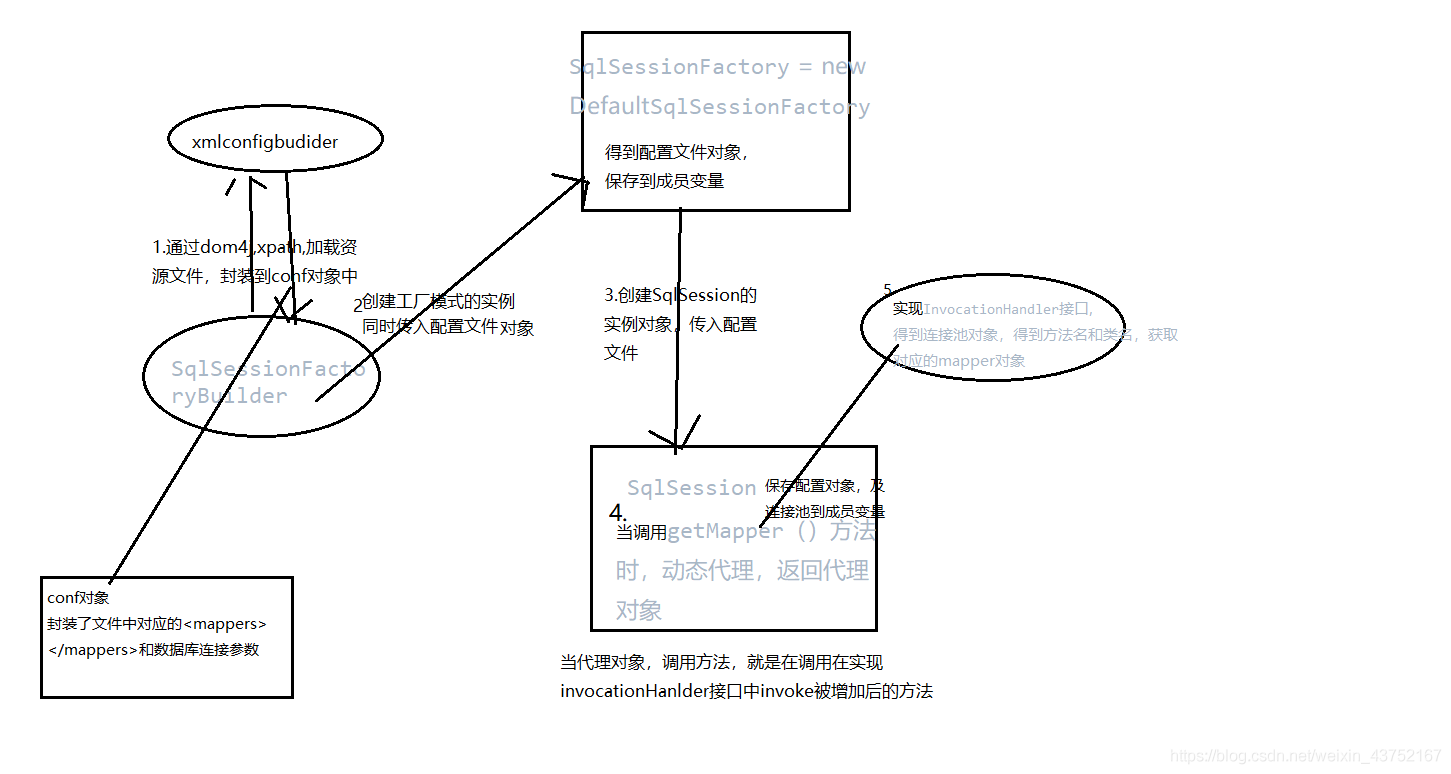 SqlSessionFactory = new
DefaultSqlSessionFactory
得到配置文件对象，
保存到成员变量
xmlconfigbudider
1.通过dom4j,xpath,加载资
源文件，封装到conf对象中
2创建工厂模式的实例
同时传入配置文件对象
SqlSessionFacto
ryBuilder
3.创建SqlSession的
实例对象，传入配置
文件
5
实现InvocationHandler接口,
得到连接池对象，得到方法名和类名，获取
对应的mapper对象
SqlSession
保存配置对象，及
连接池到成员变量
4.
当调用getMapper（）方法
时，动态代理，返回代理
对象
conf对象
封装了文件中对应的<mappers>
</mappers>和数据库连接参数
当代理对象，调用方法，就是在调用在实现
invocationHanlder接口中invoke被增加后的方法
https://blog.csdn.net/weixin_43752167